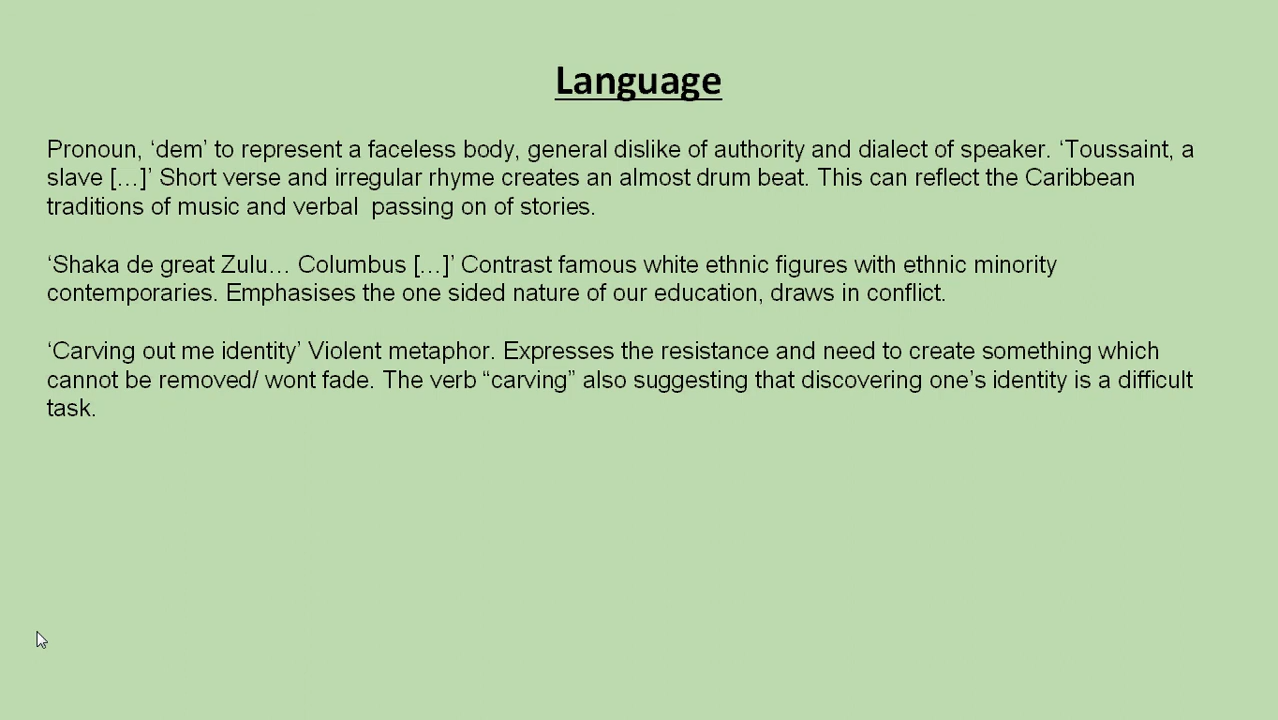 Language
Pronoun, ‘dem’ to represent a faceless body, general dislike of authority and dialect of speaker. ‘Toussaint, a
slave […]’ Short verse and irregular rhyme creates an almost drum beat. This can reflect the Caribbean
traditions of music and verbal  passing on of stories.
‘Shaka de great Zulu… Columbus […]’ Contrast famous white ethnic figures with ethnic minority
contemporaries. Emphasises the one sided nature of our education, draws in conflict.
‘Carving out me identity’ Violent metaphor. Expresses the resistance and need to create something which
cannot be removed/ wont fade. The verb “carving” also suggesting that discovering one’s identity is a difficult
task.